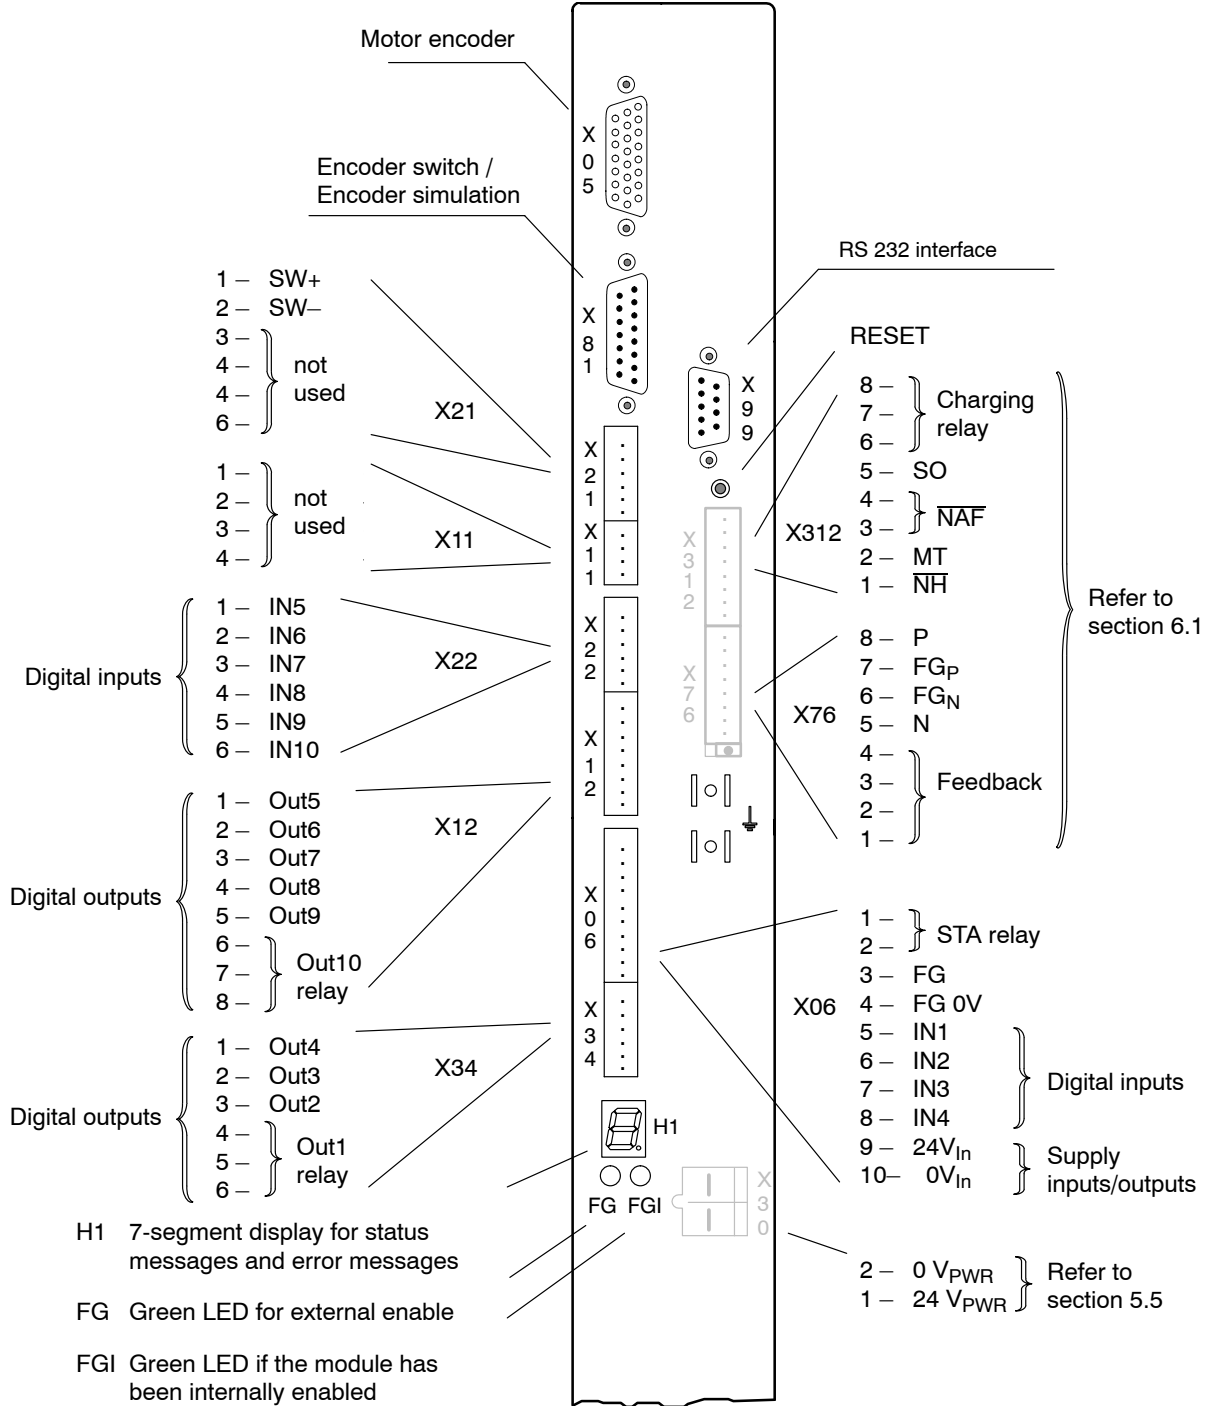 Motor encoder
X
0
5
Encoder switch /
Encoder simulation
RS 232 interface
1 – SW+
2 – SW–
3 –
4 –
4 –
6 –
not
used
X21
X
8
1
RESET
X
9
9
8 –
7 –
6 –
Charging
relay
5 – SO
4 –
3 –
NAF
2 – MT
1 – NH
X312
X
2
1
1 –
2 –
3 –
4 –
not
used
X11
X
1
1
X
3
1
2
Refer to
section 6.1
Digital inputs
1 – IN5
2 – IN6
3 – IN7
4 – IN8
5 – IN9
6 – IN10
X22
X
2
2
X
7
6
X76
8 – P
7 – FGP
6 – FGN
5 – N
4 –
3 –
2 –
1 –
Feedback
Digital outputs
1 – Out5
2 – Out6
3 – Out7
4 – Out8
5 – Out9
6 –
7 –
8 –
Out10
relay
X12
X
1
2
X
0
6
X06
1 –
2 –
STA relay
3 – FG
4 – FG 0V
5 – IN1
6 – IN2
7 – IN3
8 – IN4
Digital inputs
9 – 24VIn
10– 0VIn
Supply
inputs/outputs
Digital outputs
1 – Out4
2 – Out3
3 – Out2
4 –
5 –
6 –
Out1
relay
X34
X
3
4
H1
FG FGI
X
3
0
2 – 0 VPWR
1 – 24 VPWR
Refer to
section 5.5
H1 7-segment display for status
messages and error messages
FG Green LED for external enable
FGI Green LED if the module has
been internally enabled